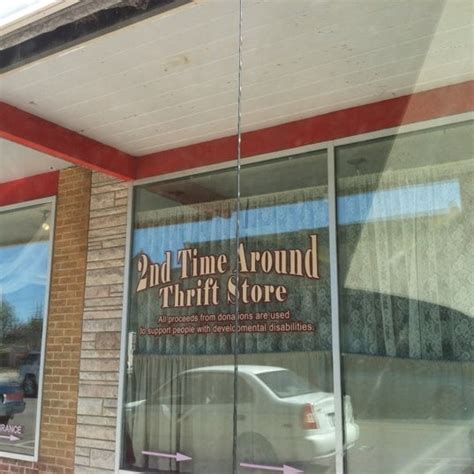 2nd Time Around
Thrift Store
All proceeds from donations are used
to support people with developmental disabilities